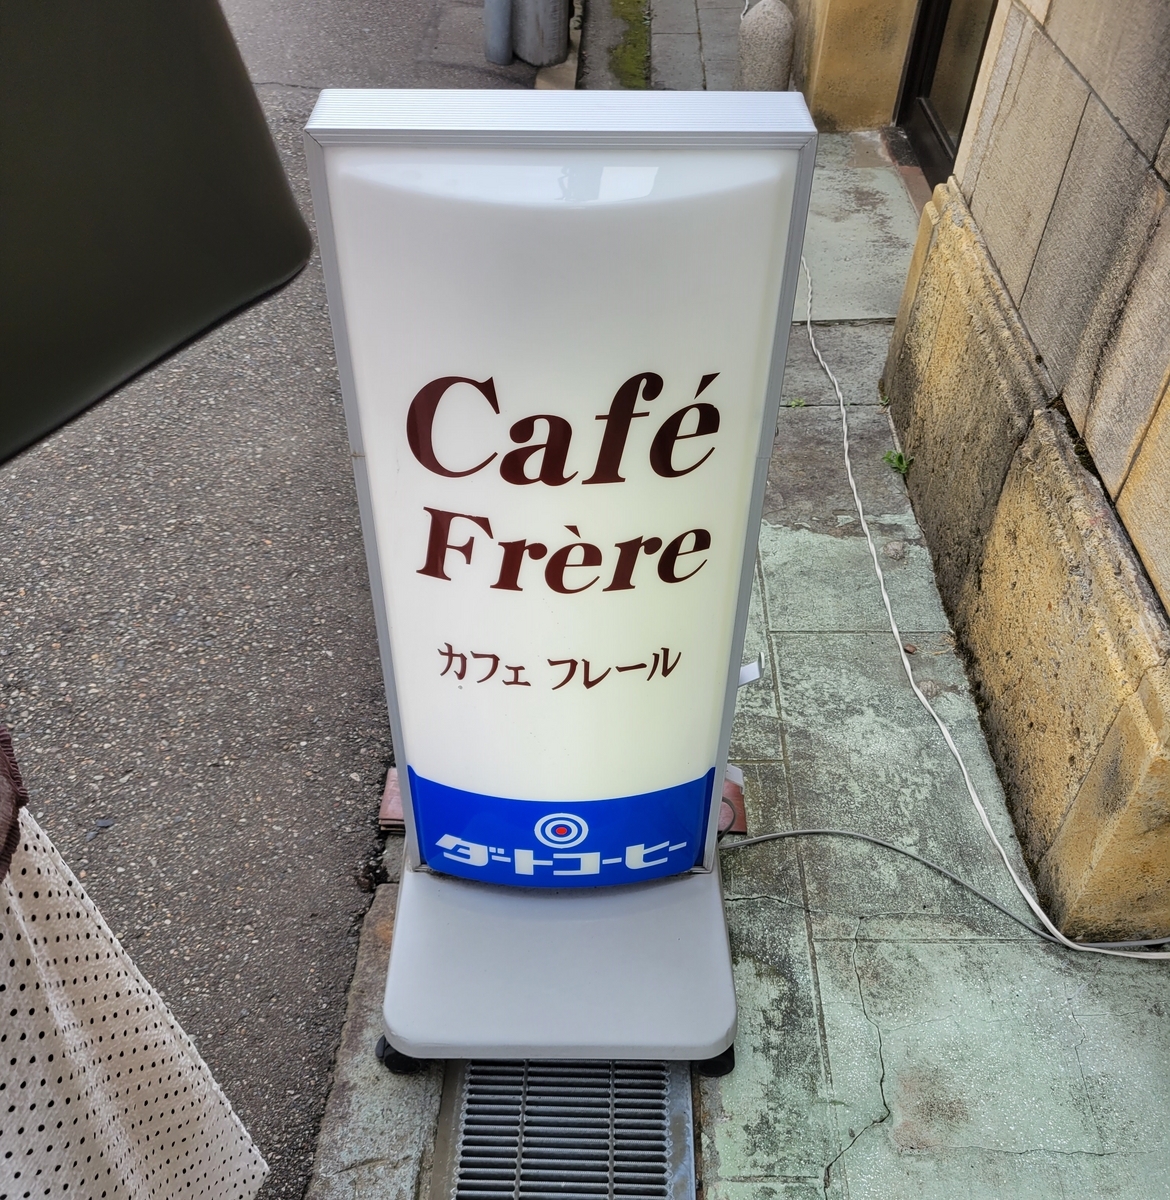 Café
Frère
カフェ フレール
ダートコーヒー